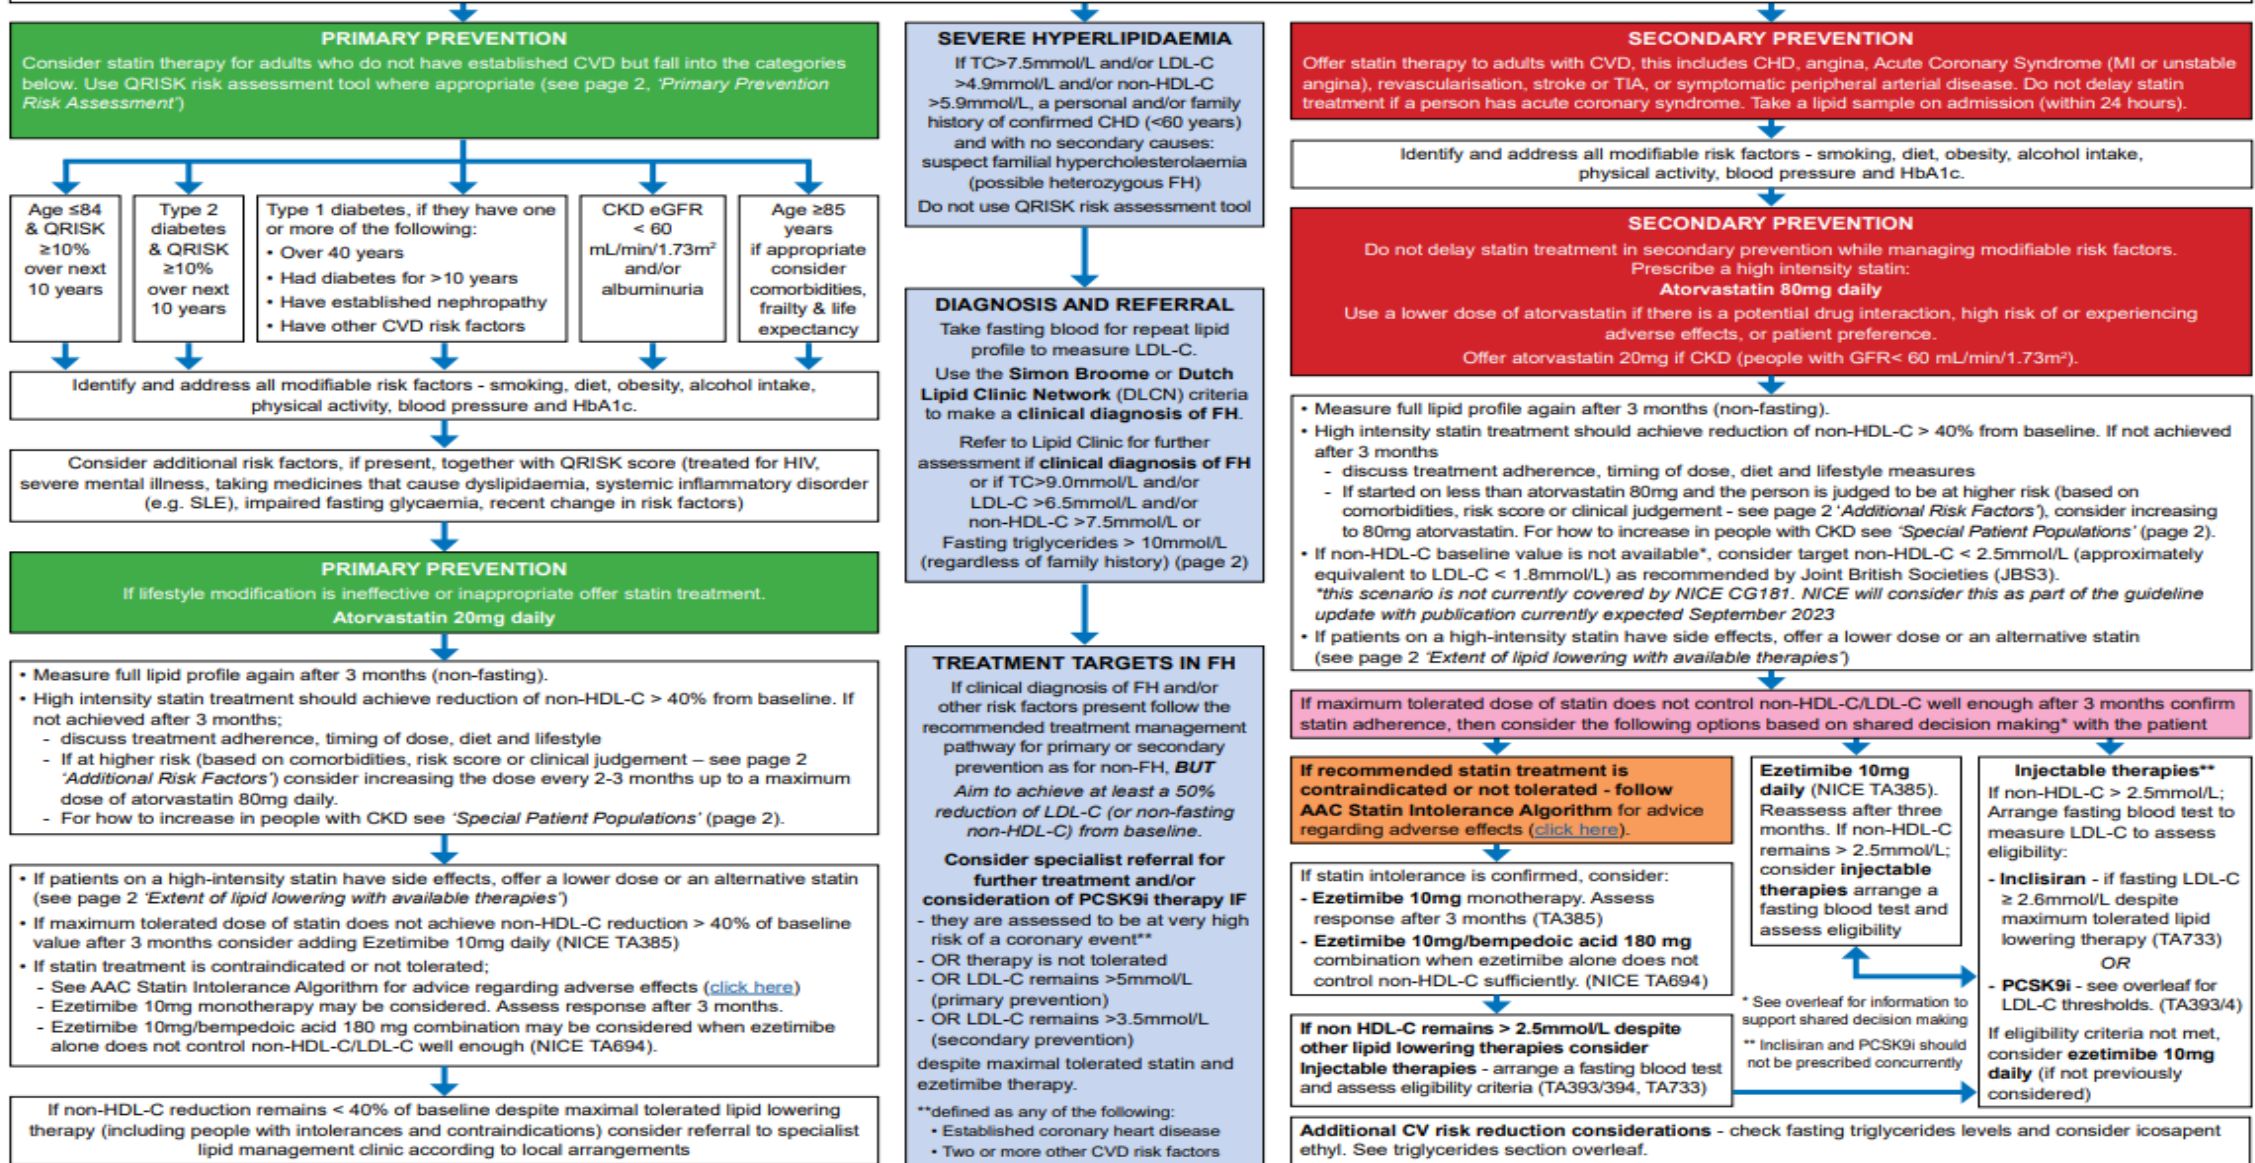 PRIMARY PREVENTION
Consider statin therapy for adults who do not have established CVD but fall into the categories
below. Use QRISK risk assessment tool where appropriate (see page 2, ‘Primary Prevention
Risk Assessment’)
Age ≤84
& QRISK
≥10%
over next
10 years
Type 2
diabetes
& QRISK
≥10%
over next
10 years
Type 1 diabetes, if they have one
or more of the following:
• Over 40 years
• Had diabetes for >10 years
• Have established nephropathy
• Have other CVD risk factors
CKD eGFR
< 60
mL/min/1.73m²
and/or
albuminuria
Age ≥85
years
if appropriate
consider
comorbidities,
frailty & life
expectancy
Identify and address all modifiable risk factors - smoking, diet, obesity, alcohol intake,
physical activity, blood pressure and HbA1c.
Consider additional risk factors, if present, together with QRISK score (treated for HIV,
severe mental illness, taking medicines that cause dyslipidaemia, systemic inflammatory disorder
(e.g. SLE), impaired fasting glycaemia, recent change in risk factors)
PRIMARY PREVENTION
If lifestyle modification is ineffective or inappropriate offer statin treatment.
Atorvastatin 20mg daily
• Measure full lipid profile again after 3 months (non-fasting).
• High intensity statin treatment should achieve reduction of non-HDL-C > 40% from baseline. If
not achieved after 3 months;
- discuss treatment adherence, timing of dose, diet and lifestyle
- If at higher risk (based on comorbidities, risk score or clinical judgement – see page 2
‘Additional Risk Factors’) consider increasing the dose every 2-3 months up to a maximum
dose of atorvastatin 80mg daily.
- For how to increase in people with CKD see ‘Special Patient Populations’ (page 2).
• If patients on a high-intensity statin have side effects, offer a lower dose or an alternative statin
(see page 2 ‘Extent of lipid lowering with available therapies’)
• If maximum tolerated dose of statin does not achieve non-HDL-C reduction > 40% of baseline
value after 3 months consider adding Ezetimibe 10mg daily (NICE TA385)
• If statin treatment is contraindicated or not tolerated;
- See AAC Statin Intolerance Algorithm for advice regarding adverse effects (click here)
- Ezetimibe 10mg monotherapy may be considered. Assess response after 3 months.
- Ezetimibe 10mg/bempedoic acid 180 mg combination may be considered when ezetimibe
alone does not control non-HDL-C/LDL-C well enough (NICE TA694).
If non-HDL-C reduction remains < 40% of baseline despite maximal tolerated lipid lowering
therapy (including people with intolerances and contraindications) consider referral to specialist
lipid management clinic according to local arrangements
SEVERE HYPERLIPIDAEMIA
If TC>7.5mmol/L and/or LDL-C
>4.9mmol/L and/or non-HDL-C
>5.9mmol/L, a personal and/or family
history of confirmed CHD (<60 years)
and with no secondary causes:
suspect familial hypercholesterolaemia
(possible heterozygous FH)
Do not use QRISK risk assessment tool
DIAGNOSIS AND REFERRAL
Take fasting blood for repeat lipid
profile to measure LDL-C.
Use the Simon Broome or Dutch
Lipid Clinic Network (DLCN) criteria
to make a clinical diagnosis of FH.
Refer to Lipid Clinic for further
assessment if clinical diagnosis of FH
or if TC>9.0mmol/L and/or
LDL-C >6.5mmol/L and/or
non-HDL-C >7.5mmol/L or
Fasting triglycerides > 10mmol/L
(regardless of family history) (page 2)
TREATMENT TARGETS IN FH
If clinical diagnosis of FH and/or
other risk factors present follow the
recommended treatment management
pathway for primary or secondary
prevention as for non-FH, BUT
Aim to achieve at least a 50%
reduction of LDL-C (or non-fasting
non-HDL-C) from baseline.
Consider specialist referral for
further treatment and/or
consideration of PCSK9i therapy IF
- they are assessed to be at very high
risk of a coronary event**
- OR therapy is not tolerated
- OR LDL-C remains >5mmol/L
(primary prevention)
- OR LDL-C remains >3.5mmol/L
(secondary prevention)
despite maximal tolerated statin and
ezetimibe therapy.
**defined as any of the following:
• Established coronary heart disease
• Two or more other CVD risk factors
SECONDARY PREVENTION
Offer statin therapy to adults with CVD, this includes CHD, angina, Acute Coronary Syndrome (MI or unstable
angina), revascularisation, stroke or TIA, or symptomatic peripheral arterial disease. Do not delay statin
treatment if a person has acute coronary syndrome. Take a lipid sample on admission (within 24 hours).
Identify and address all modifiable risk factors - smoking, diet, obesity, alcohol intake,
physical activity, blood pressure and HbA1c.
SECONDARY PREVENTION
Do not delay statin treatment in secondary prevention while managing modifiable risk factors.
Prescribe a high intensity statin:
Atorvastatin 80mg daily
Use a lower dose of atorvastatin if there is a potential drug interaction, high risk of or experiencing
adverse effects, or patient preference.
Offer atorvastatin 20mg if CKD (people with GFR< 60 mL/min/1.73m²).
• Measure full lipid profile again after 3 months (non-fasting).
• High intensity statin treatment should achieve reduction of non-HDL-C > 40% from baseline. If not achieved
after 3 months
- discuss treatment adherence, timing of dose, diet and lifestyle measures
- If started on less than atorvastatin 80mg and the person is judged to be at higher risk (based on
comorbidities, risk score or clinical judgement - see page 2 ‘Additional Risk Factors’), consider increasing
to 80mg atorvastatin. For how to increase in people with CKD see ‘Special Patient Populations’ (page 2).
• If non-HDL-C baseline value is not available*, consider target non-HDL-C < 2.5mmol/L (approximately
equivalent to LDL-C < 1.8mmol/L) as recommended by Joint British Societies (JBS3).
*this scenario is not currently covered by NICE CG181. NICE will consider this as part of the guideline
update with publication currently expected September 2023
• If patients on a high-intensity statin have side effects, offer a lower dose or an alternative statin
(see page 2 ‘Extent of lipid lowering with available therapies’)
If maximum tolerated dose of statin does not control non-HDL-C/LDL-C well enough after 3 months confirm
statin adherence, then consider the following options based on shared decision making* with the patient
If recommended statin treatment is
contraindicated or not tolerated - follow
AAC Statin Intolerance Algorithm for advice
regarding adverse effects (click here).
If statin intolerance is confirmed, consider:
- Ezetimibe 10mg monotherapy. Assess
response after 3 months (TA385)
- Ezetimibe 10mg/bempedoic acid 180 mg
combination when ezetimibe alone does not
control non-HDL-C sufficiently. (NICE TA694)
If non HDL-C remains > 2.5mmol/L despite
other lipid lowering therapies consider
Injectable therapies - arrange a fasting blood test
and assess eligibility criteria (TA393/394, TA733)
Ezetimibe 10mg
daily (NICE TA385).
Reassess after three
months. If non-HDL-C
remains > 2.5mmol/L;
consider injectable
therapies arrange a
fasting blood test and
assess eligibility
* See overleaf for information to
support shared decision making
** Inclisiran and PCSK9i should
not be prescribed concurrently
Injectable therapies**
If non-HDL-C > 2.5mmol/L;
Arrange fasting blood test to
measure LDL-C to assess
eligibility:
- Inclisiran - if fasting LDL-C
≥ 2.6mmol/L despite
maximum tolerated lipid
lowering therapy (TA733)
OR
- PCSK9i - see overleaf for
LDL-C thresholds. (TA393/4)
If eligibility criteria not met,
consider ezetimibe 10mg
daily (if not previously
considered)
Additional CV risk reduction considerations - check fasting triglycerides levels and consider icosapent
ethyl. See triglycerides section overleaf.